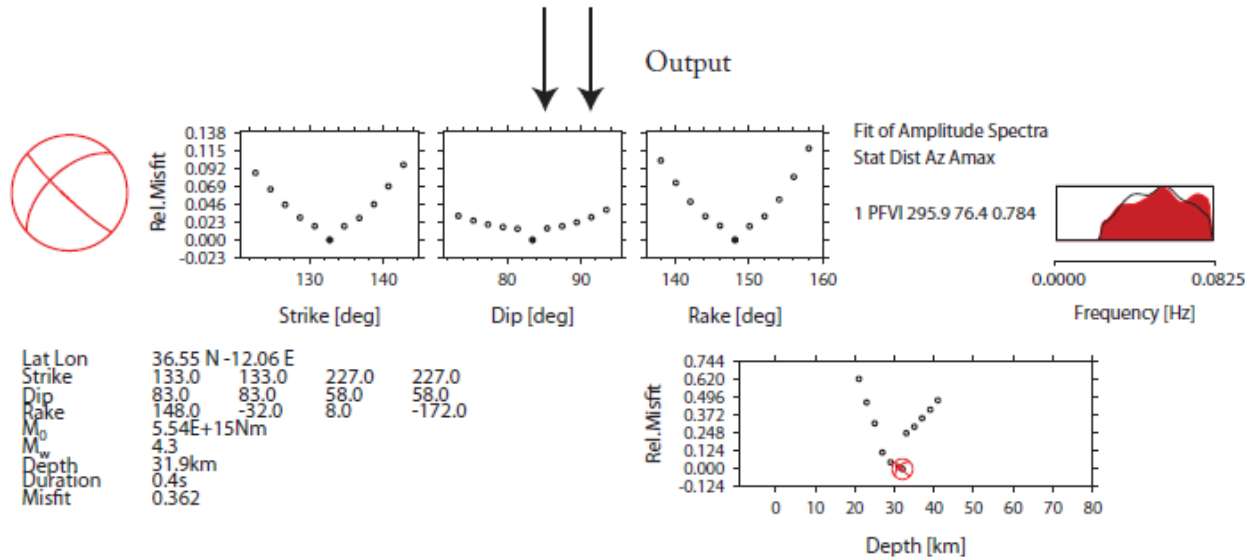 Output
Rel.Misfit
0.138
0.115
0.092
0.069
0.046
0.023
0.000
-0.023
130 140
Strike [deg]
80 90
Dip [deg]
140 150 160
Rake [deg]
Fit of Amplitude Spectra
Stat Dist Az Amax
1 PFVI 295.9 76.4 0.784
0.0000 0.0825
Frequency [Hz]
Lat Lon 36.55 N -12.06 E
Strike 133.0 133.0 227.0 227.0
Dip 83.0 83.0 58.0 58.0
Rake 148.0 -32.0 8.0 -172.0
M0 5.54E+15Nm
Mw 4.3
Depth 31.9km
Duration 0.4s
Misfit 0.362
Rel.Misfit
0.744
0.620
0.496
0.372
0.248
0.124
0.000
-0.124
0 10 20 30 40 50 60 70 80
Depth [km]